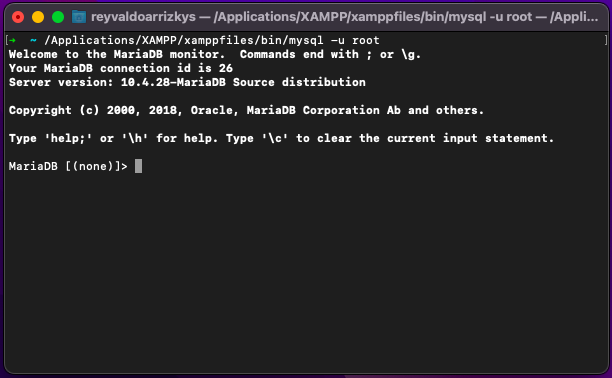 reyvaldoarrizkys — /Applications/XAMPP/xamppfiles/bin/mysql -u root — /Appli...
[➜  ~ /Applications/XAMPP/xamppfiles/bin/mysql -u root ]
Welcome to the MariaDB monitor.  Commands end with ; or \g.
Your MariaDB connection id is 26
Server version: 10.4.28-MariaDB Source distribution

Copyright (c) 2000, 2018, Oracle, MariaDB Corporation Ab and others.

Type 'help;' or '\h' for help. Type '\c' to clear the current input statement.

MariaDB [(none)]>